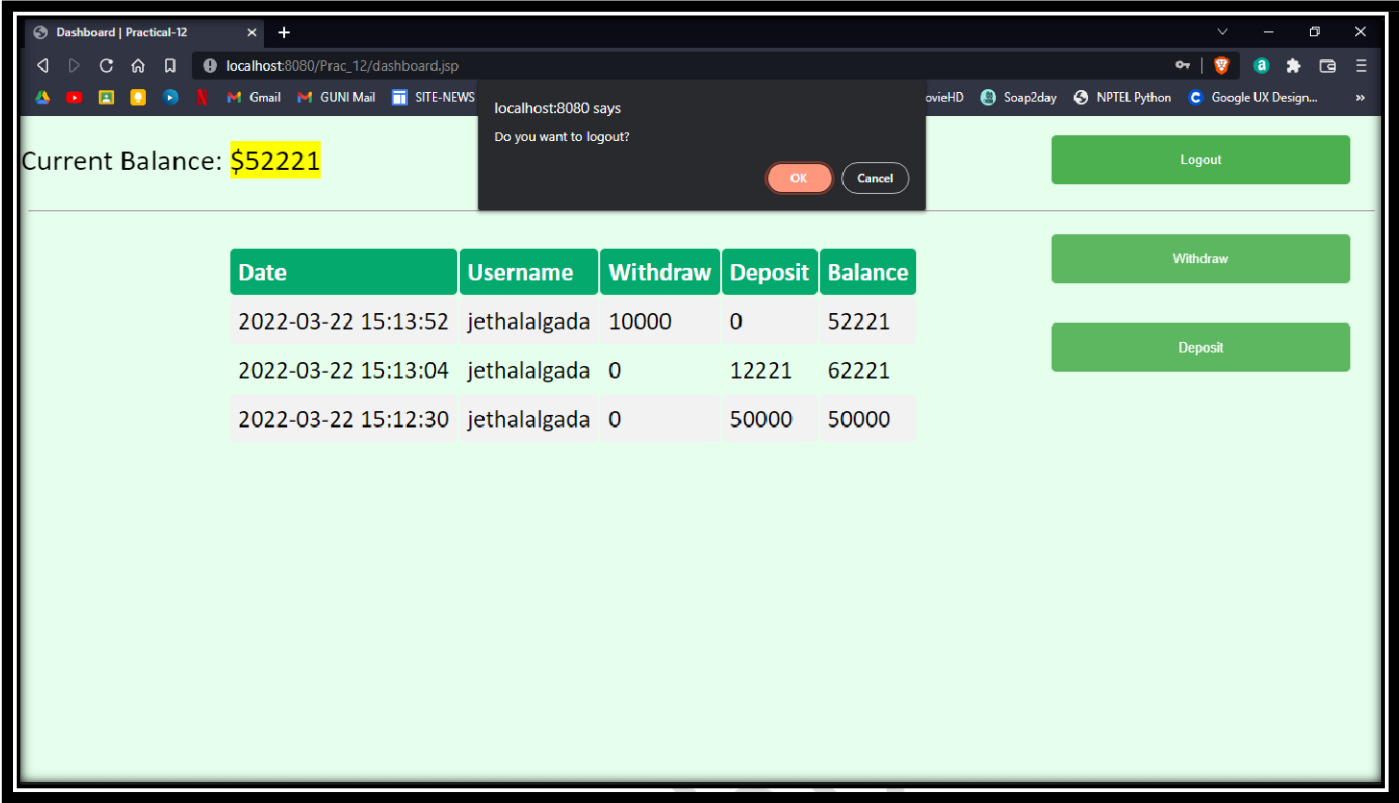 Dashboard | Practical-12
localhost:8080/Prac_12/dashboard.jsp
Gmail GUNI Mail SITE-NEWS ovieHD Soap2day NPTEL Python Google UX Design...
localhost:8080 says
Do you want to logout?
OK Cancel
Current Balance: $52221
Logout
Withdraw
Deposit
Date Username Withdraw Deposit Balance
2022-03-22 15:13:52 jethalalgada 10000 0 52221
2022-03-22 15:13:04 jethalalgada 0 12221 62221
2022-03-22 15:12:30 jethalalgada 0 50000 50000